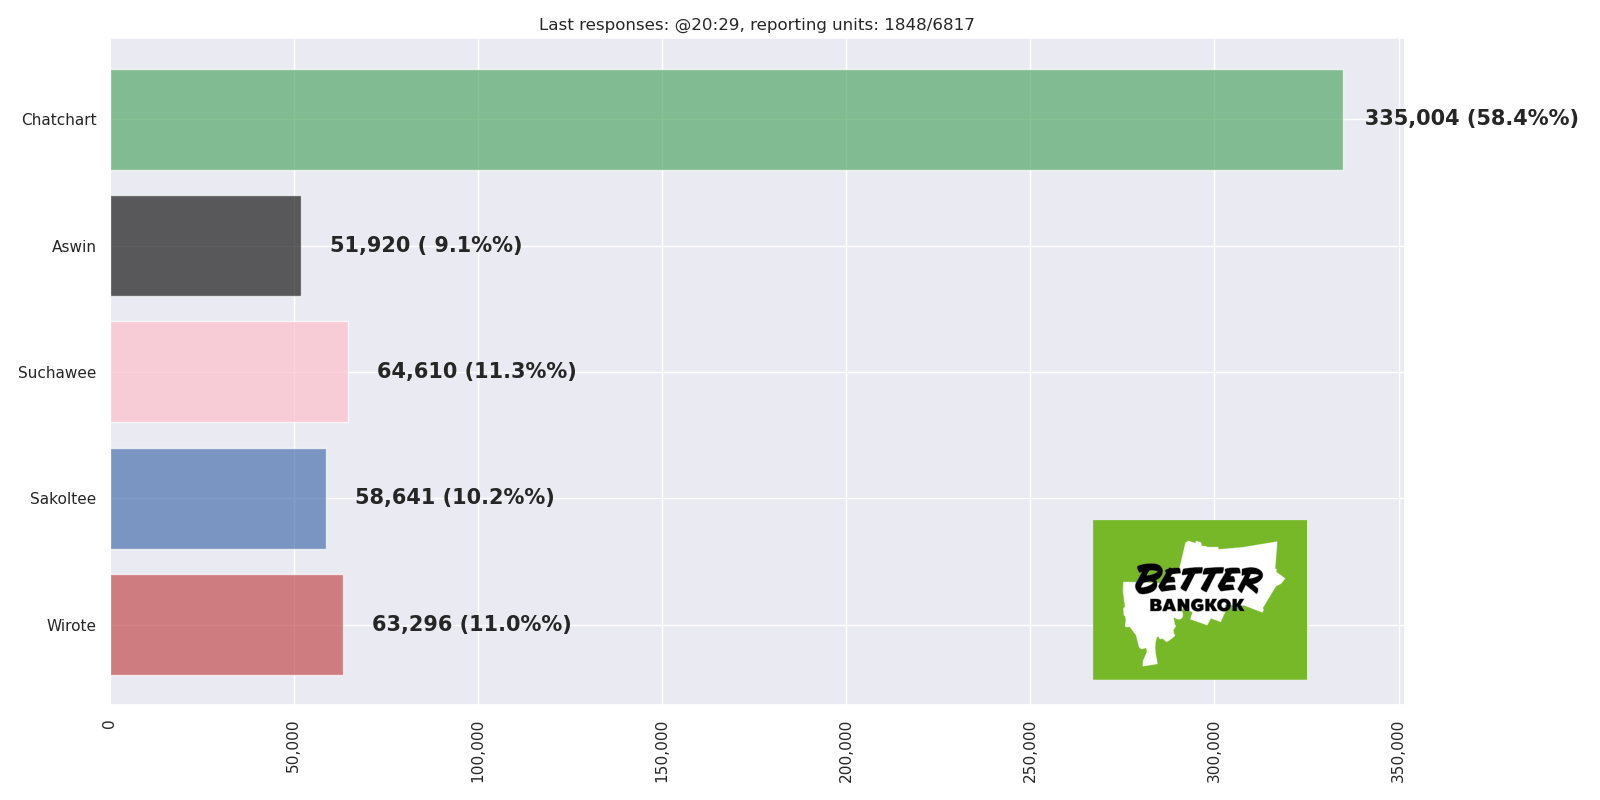 Last responses: @20:29, reporting units: 1848/6817
Chatchart
335,004 (58.4%%)
Aswin
51,920 ( 9.1%%)
Suchawee
64,610 (11.3%%)
Sakoltee
58,641 (10.2%%)
Wirote
63,296 (11.0%%)
BETTER
BANGKOK
0
50,000
100,000
150,000
200,000
250,000
300,000
350,000